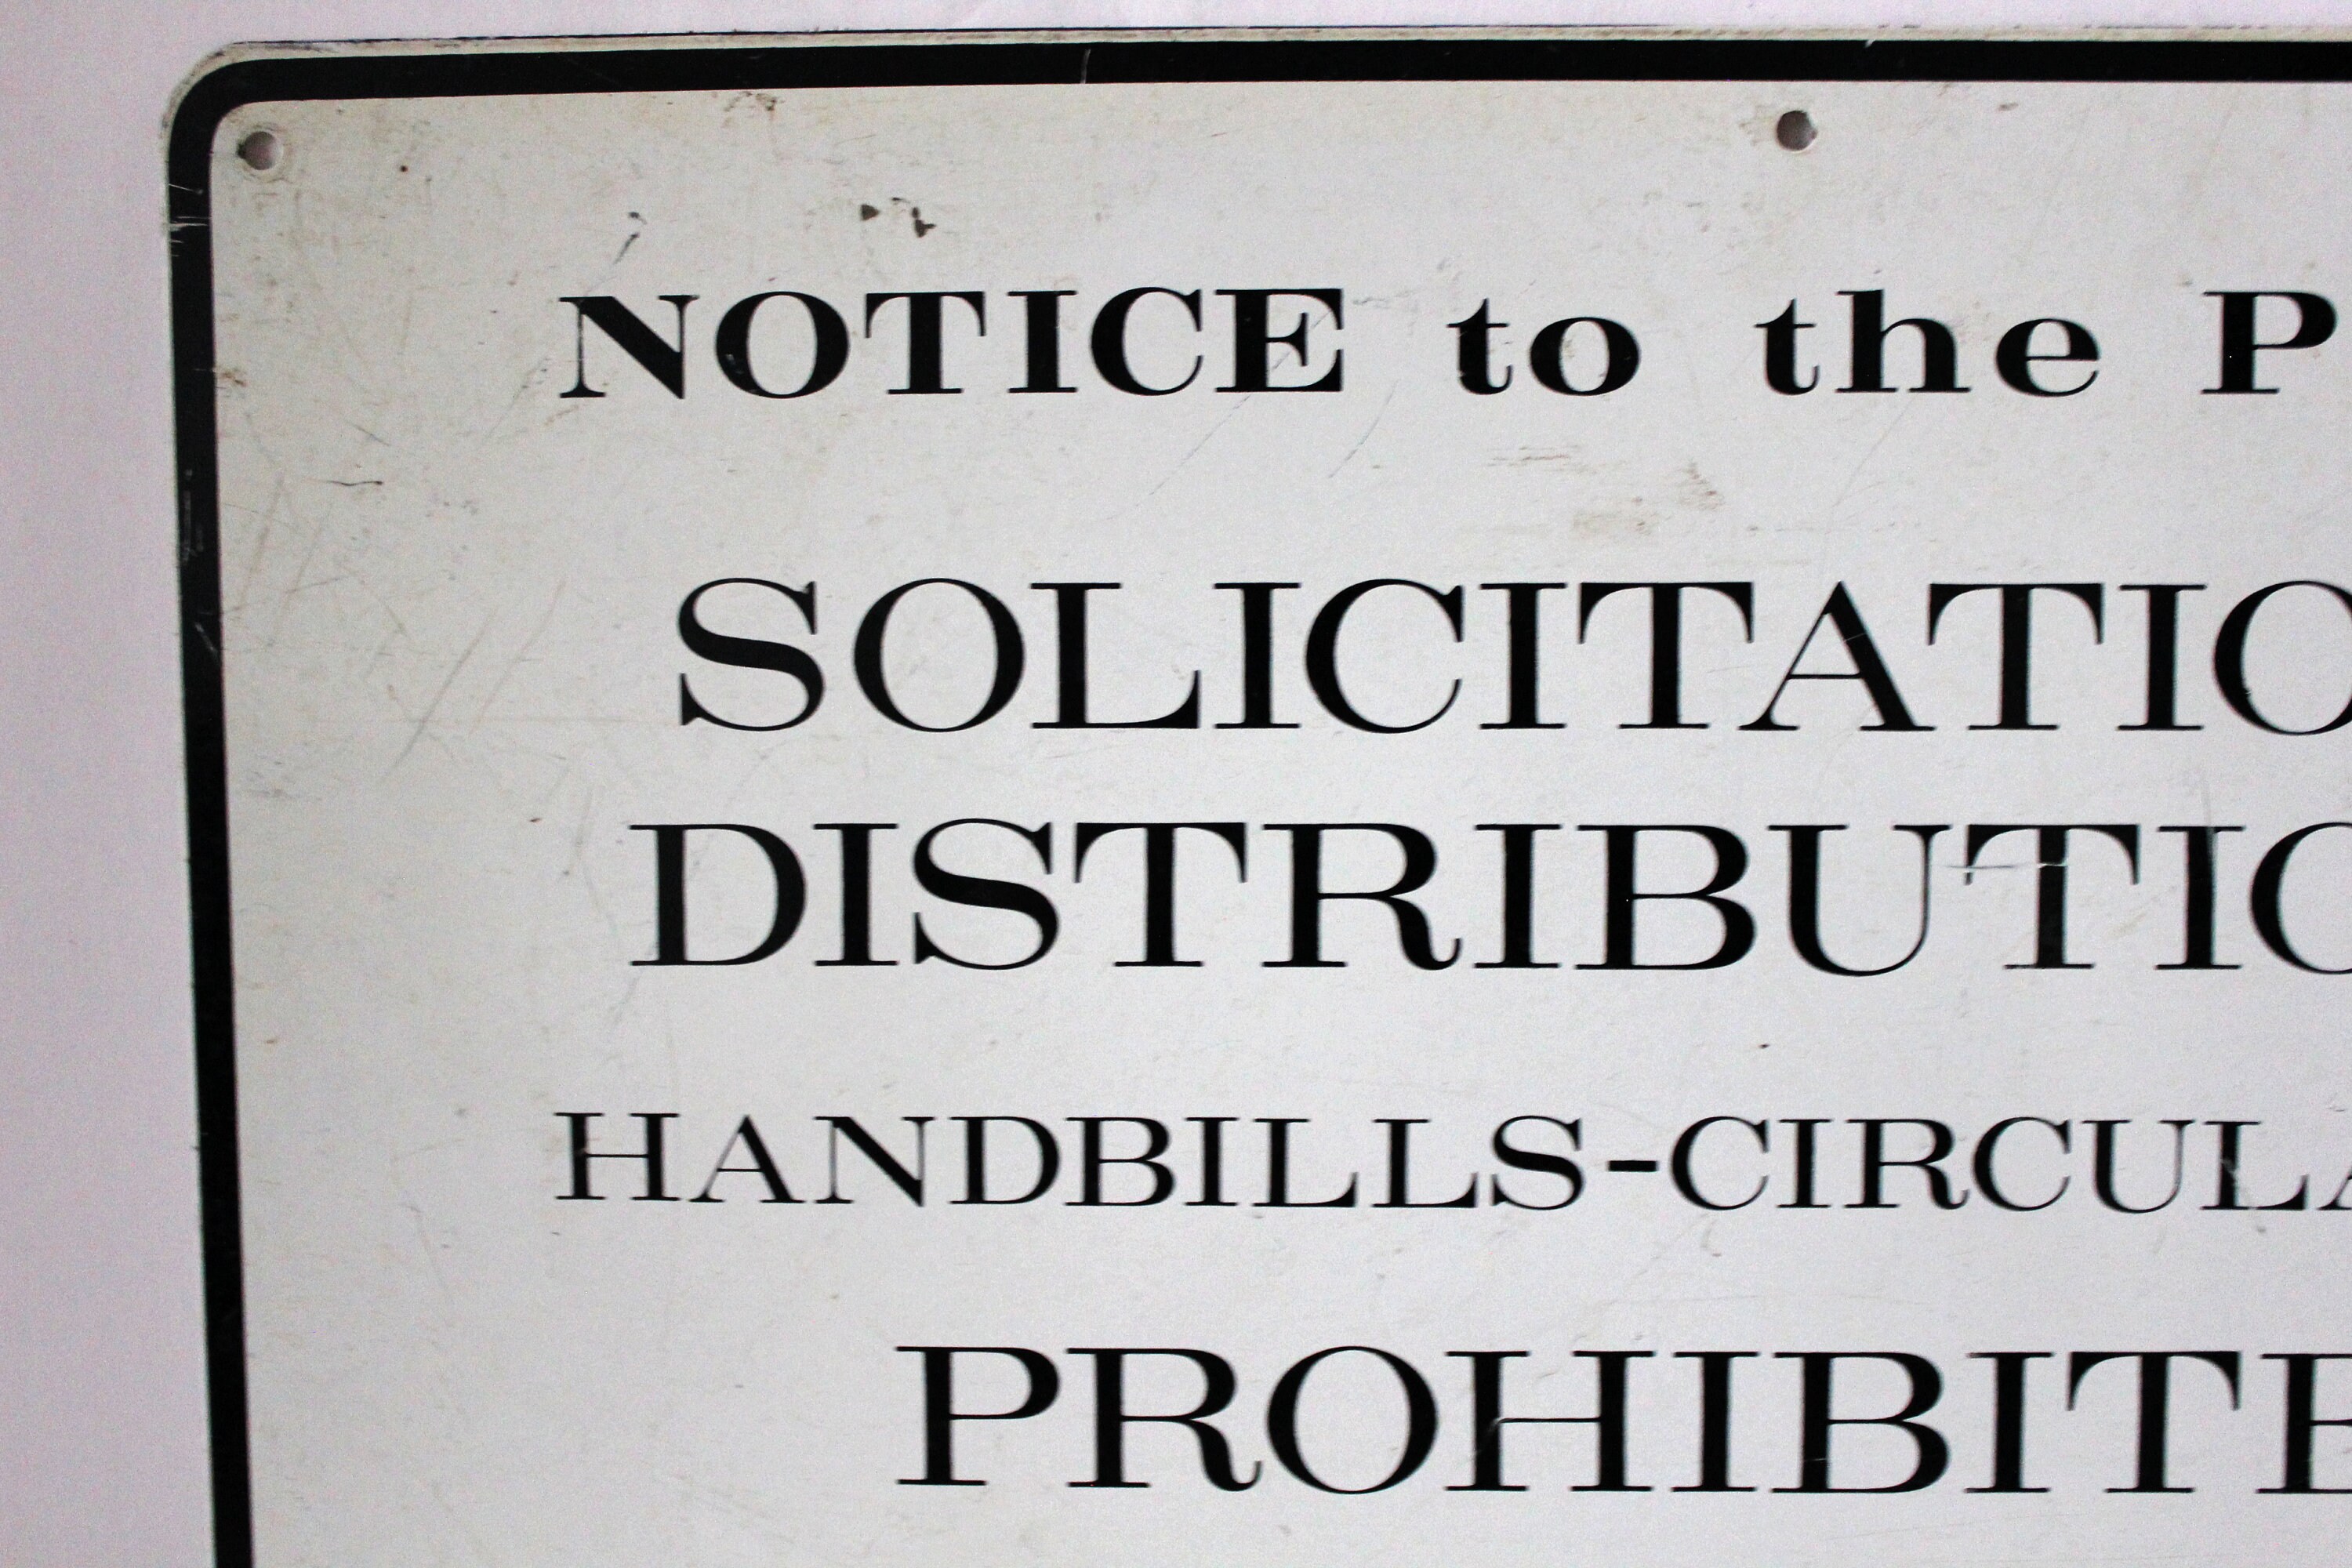 NOTICE to the P
SOLICITATIO
DISTRIBUTIO
HANDBILLS-CIRCULA
PROHIBITE